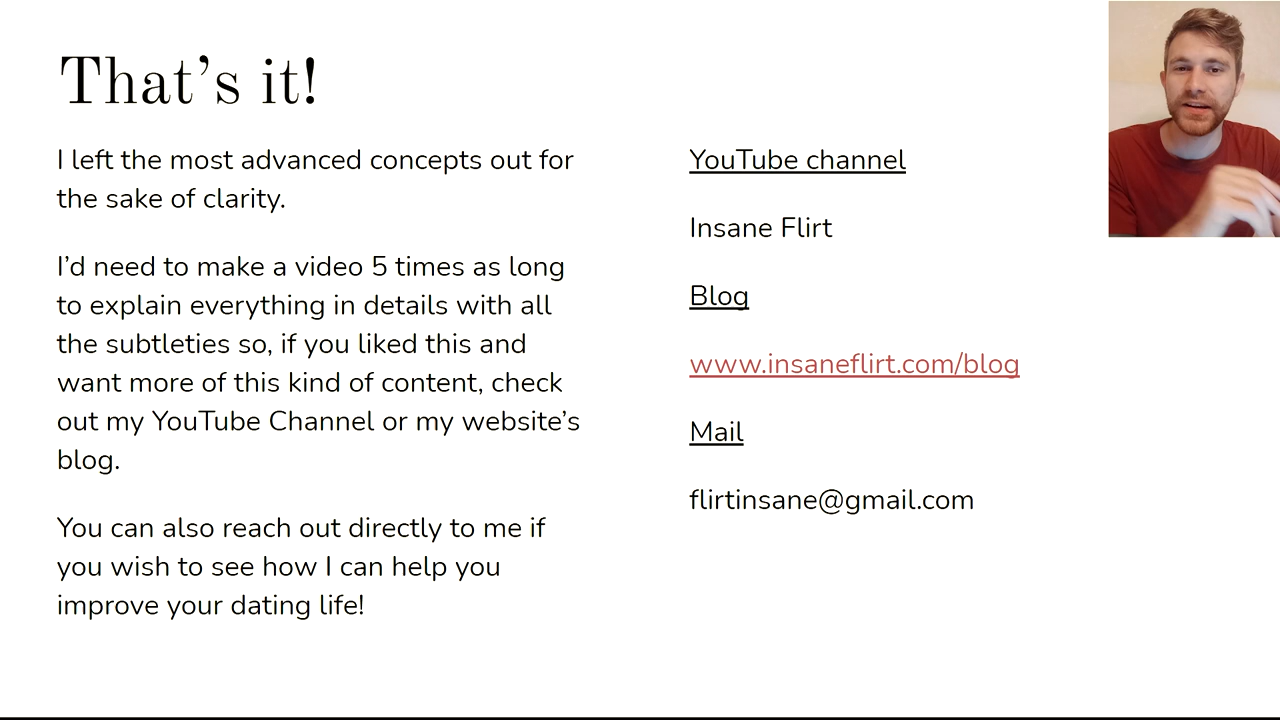 That's it!
I left the most advanced concepts out for
the sake of clarity.
I'd need to make a video 5 times as long
to explain everything in details with all
the subtleties so, if you liked this and
want more of this kind of content, check
out my YouTube Channel or my website's
blog.
You can also reach out directly to me if
you wish to see how I can help you
improve your dating life!
YouTube channel
Insane Flirt
Blog
www.insaneflirt.com/blog
Mail
flirtinsane@gmail.com